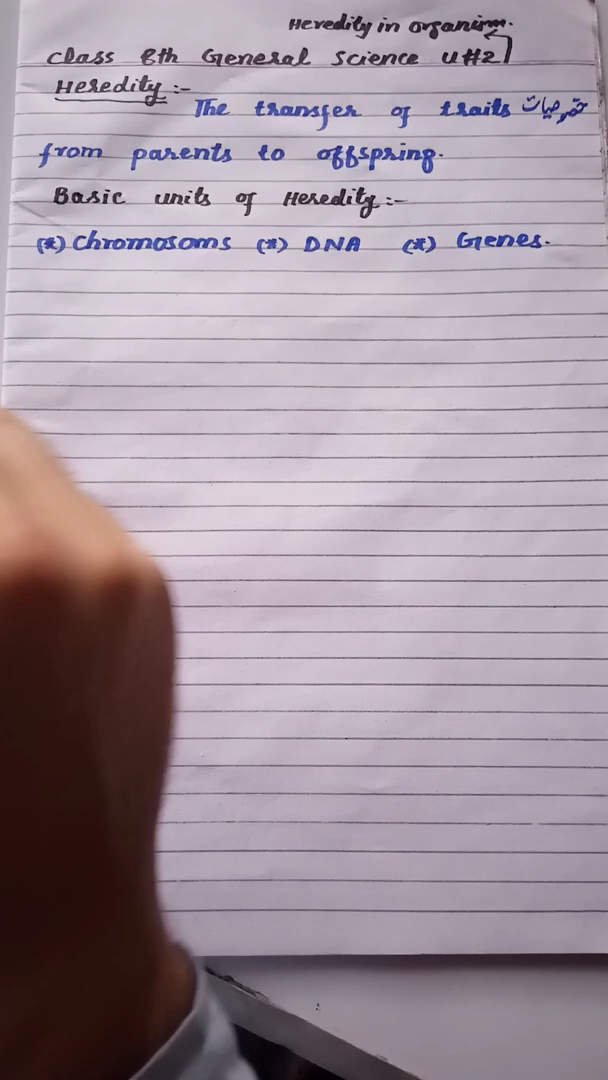 Heredity in organism.
Class 8th General Science U#2
Heredity :-
The transfer of traits خصوصیات
from parents to offspring.
Basic units of Heredity :-
(*) Chromosoms (*) DNA (*) Genes.